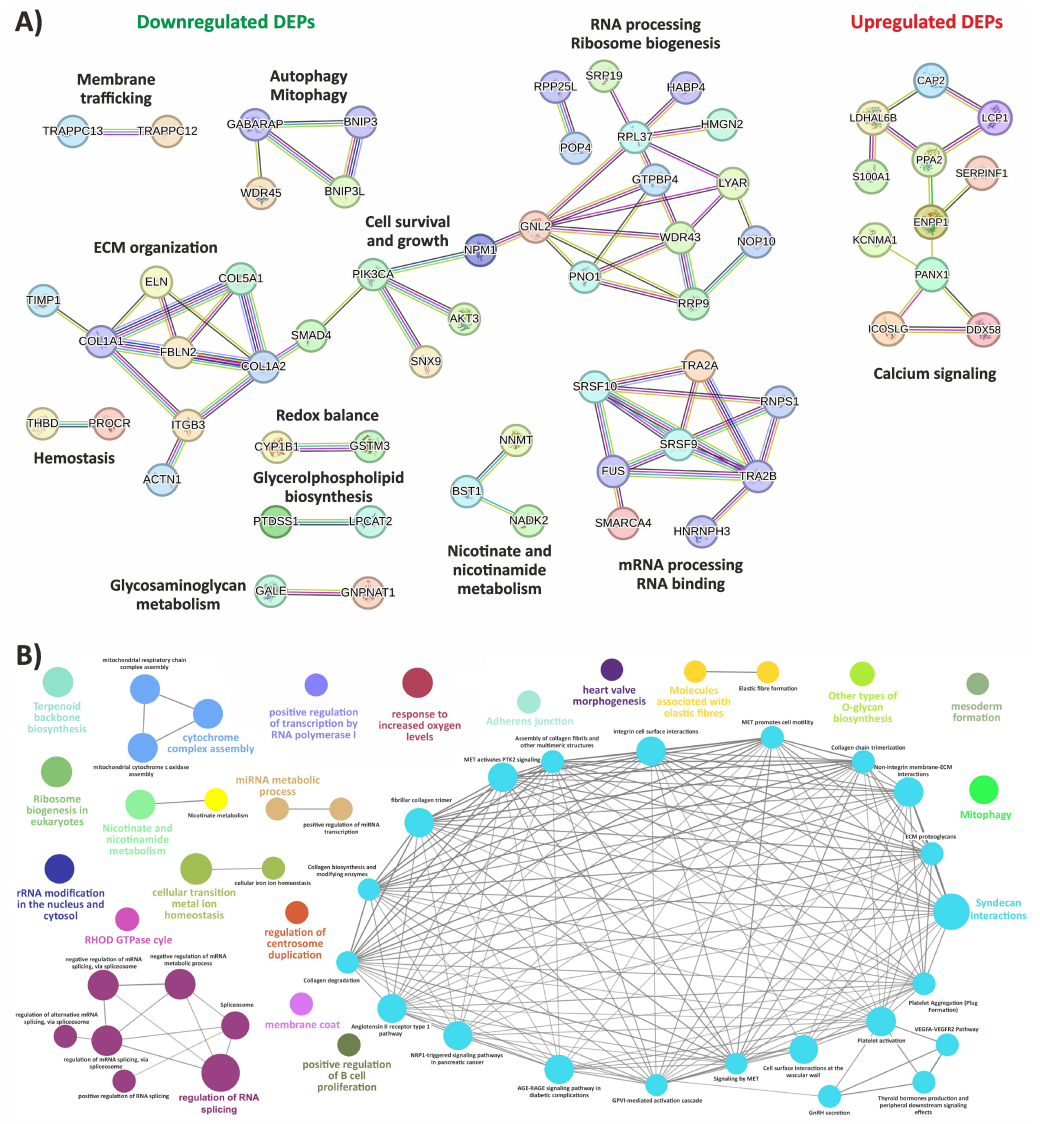 A)
Downregulated DEPs
Upregulated DEPs
Membrane
trafficking
TRAPPC13
TRAPPC12
Autophagy
Mitophagy
GABARAP
BNIP3
WDR45
BNIP3L
RNA processing
Ribosome biogenesis
RPP25L
SRP19
HABP4
POP4
RPL37
HMGN2
GTPBP4
LYAR
GNL2
WDR43
NOP10
PNO1
RRP9
CAP2
LDHAL6B
LCP1
S100A1
PPA2
SERPINF1
ENPP1
KCNMA1
PANX1
ICOSLG
DDX58
Calcium signaling
Cell survival
and growth
NPM1
PIK3CA
AKT3
SNX9
SMAD4
ECM organization
ELN
COL5A1
TIMP1
COL1A1
FBLN2
COL1A2
ITGB3
ACTN1
THBD
PROCR
Hemostasis
Redox balance
CYP1B1
GSTM3
Glycerolphospholipid
biosynthesis
PTDSS1
LPCAT2
Glycosaminoglycan
metabolism
GALE
GNPNAT1
NNMT
BST1
NADK2
Nicotinate and
nicotinamide
metabolism
TRA2A
SRSF10
RNPS1
SRSF9
FUS
TRA2B
SMARCA4
HNRNPH3
mRNA processing
RNA binding
B)
Terpenoid
backbone
biosynthesis
mitochondrial respiratory chain
complex assembly
cytochrome
complex assembly
mitochondrial cytochrome c oxidase
assembly
positive regulation
of transcription by
RNA polymerase I
response to
increased oxygen
levels
Adherens junction
heart valve
morphogenesis
Molecules
associated with
elastic fibres
Elastic fibre formation
Other types of
O-glycan
biosynthesis
mesoderm
formation
Ribosome
biogenesis in
eukaryotes
Nicotinate and
nicotinamide
metabolism
Nicotinate metabolism
miRNA metabolic
process
positive regulation of miRNA
transcription
Mitophagy
rRNA modification
in the nucleus and
cytosol
cellular transition
metal ion
homeostasis
cellular iron ion homeostasis
RHOD GTPase cyle
regulation of
centrosome
duplication
membrane coat
positive regulation
of B cell
proliferation
negative regulation of mRNA
splicing, via spliceosome
negative regulation of mRNA
metabolic process
Spliceosome
regulation of alternative mRNA
splicing, via spliceosome
regulation of mRNA splicing, via
spliceosome
positive regulation of RNA splicing
regulation of RNA
splicing
Integrin cell surface interactions
MET promotes cell motility
Assembly of collagen fibrils and
other multimeric structures
Collagen chain trimerization
MET activates PTK2 signaling
Non-integrin membrane-ECM
interactions
fibrillar collagen trimer
ECM proteoglycans
Collagen biosynthesis and
modifying enzymes
Syndecan
interactions
Collagen degradation
Platelet Aggregation (Plug
Formation)
Angiotensin II receptor type 1
pathway
Platelet activation
VEGFA-VEGFR2 Pathway
NRP1-triggered signaling pathways
in pancreatic cancer
Cell surface interactions at the
vascular wall
Signaling by MET
AGE-RAGE signaling pathway in
diabetic complications
GPVI-mediated activation cascade
GnRH secretion
Thyroid hormones production and
peripheral downstream signaling
effects